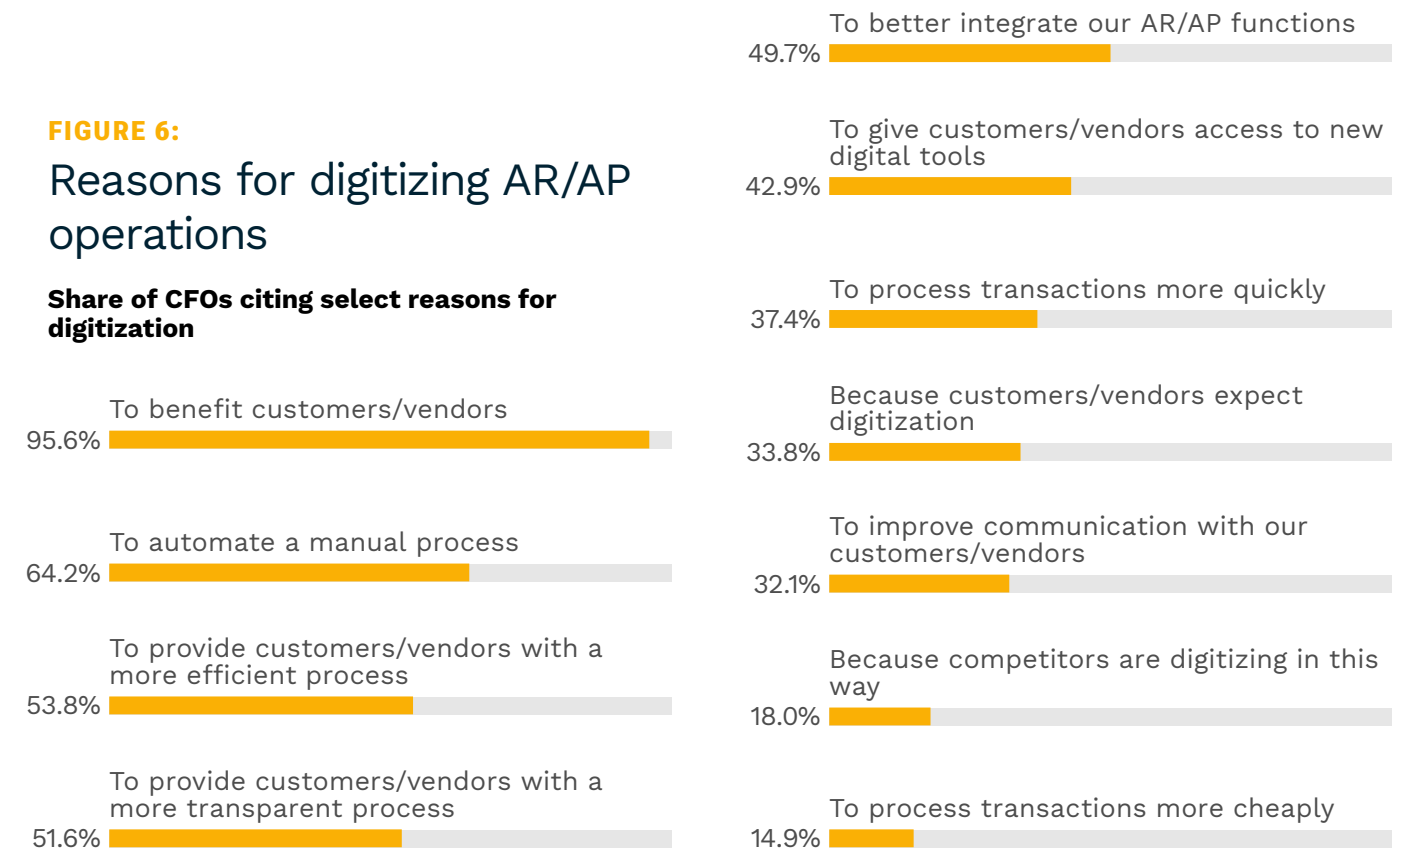 FIGURE 6:
Reasons for digitizing AR/AP
operations
Share of CFOs citing select reasons for
digitization
To benefit customers/vendors
95.6%
To automate a manual process
64.2%
To provide customers/vendors with a
more efficient process
53.8%
To provide customers/vendors with a
more transparent process
51.6%
To better integrate our AR/AP functions
49.7%
To give customers/vendors access to new
digital tools
42.9%
To process transactions more quickly
37.4%
Because customers/vendors expect
digitization
33.8%
To improve communication with our
customers/vendors
32.1%
Because competitors are digitizing in this
way
18.0%
To process transactions more cheaply
14.9%